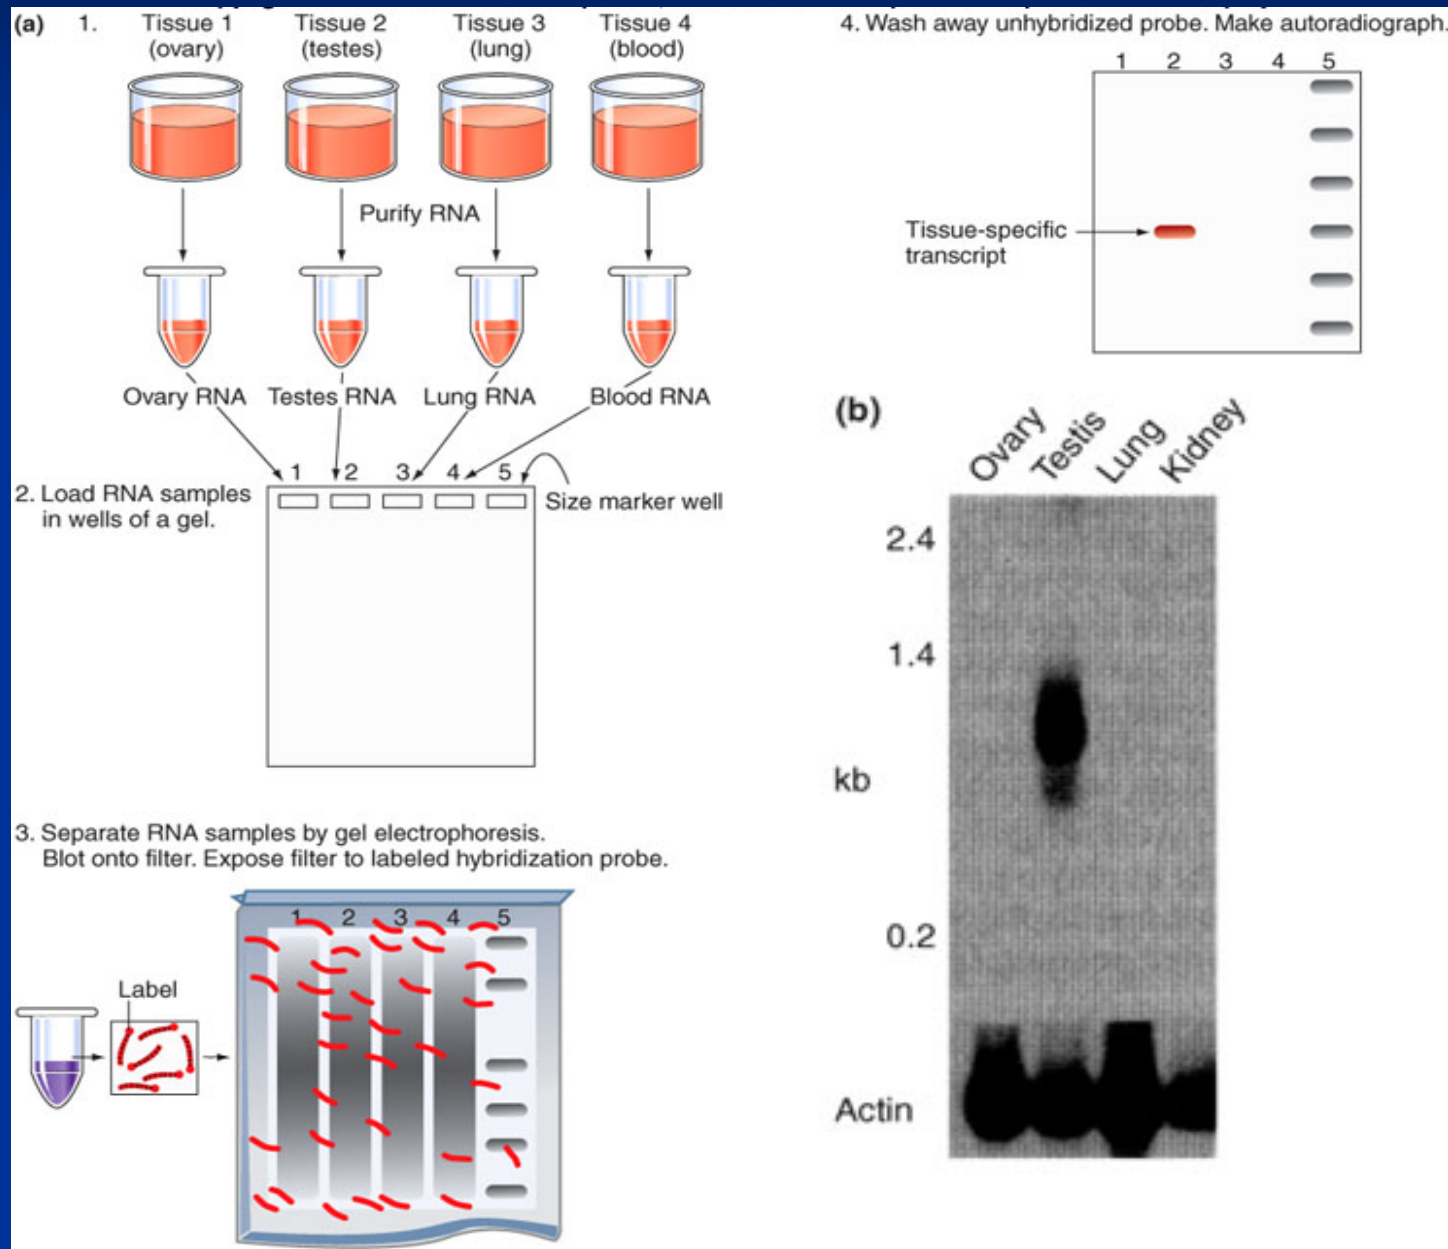 (a) 1. Tissue 1 Tissue 2 Tissue 3 Tissue 4
(ovary) (testes) (lung) (blood)
Purify RNA
Ovary RNA Testes RNA Lung RNA Blood RNA
1 2 3 4 5
2. Load RNA samples
in wells of a gel.
Size marker well
3. Separate RNA samples by gel electrophoresis.
Blot onto filter. Expose filter to labeled hybridization probe.
1 2 3 4 5
Label
4. Wash away unhybridized probe. Make autoradiograph.
1 2 3 4 5
Tissue-specific
transcript
(b)
Ovary Testis Lung Kidney
2.4
1.4
kb
0.2
Actin